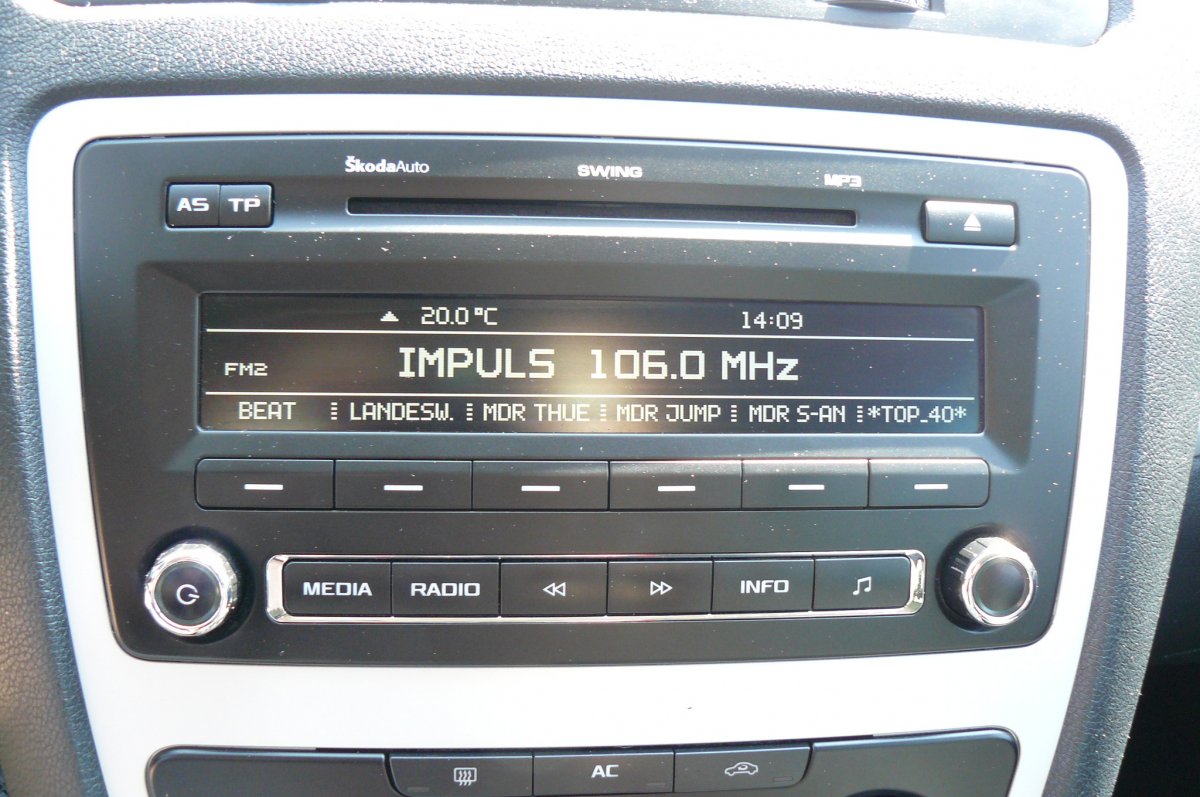 ŠkodaAuto SWING MP3
AS TP
20.0°C 14:09
FM2 IMPULS 106.0 MHz
BEAT LANDESW. MDR THUE MDR JUMP MDR S-AN *TOP_40*
MEDIA RADIO INFO
AC